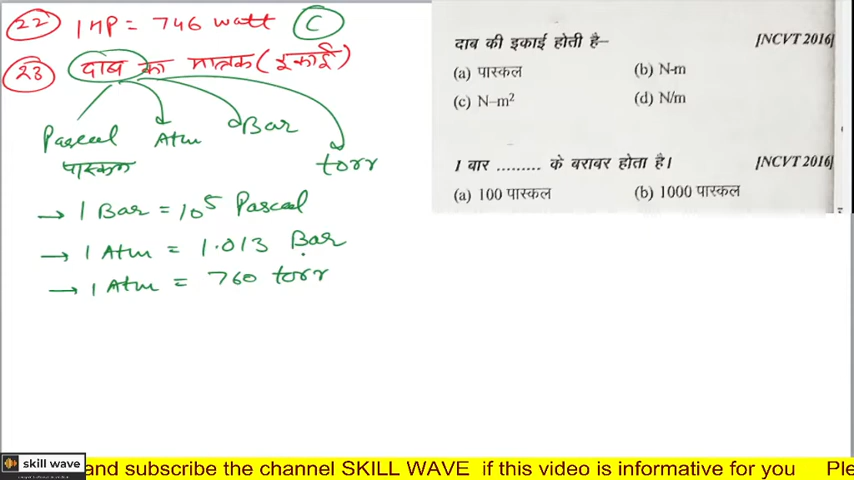 22 1 HP = 746 watt C
23 दाब का मात्रक (इकाई)
Pascal Atm Bar torr
पास्कल
→ 1 Bar = 10⁵ Pascal
→ 1 Atm = 1.013 Bar
→ 1 Atm = 760 torr
दाब की इकाई होती है– [NCVT 2016]
(a) पास्कल (b) N-m
(c) N–m² (d) N/m
1 बार ......... के बराबर होता है। [NCVT 2016]
(a) 100 पास्कल (b) 1000 पास्कल
skill wave
and subscribe the channel SKILL WAVE if this video is informative for you Ple